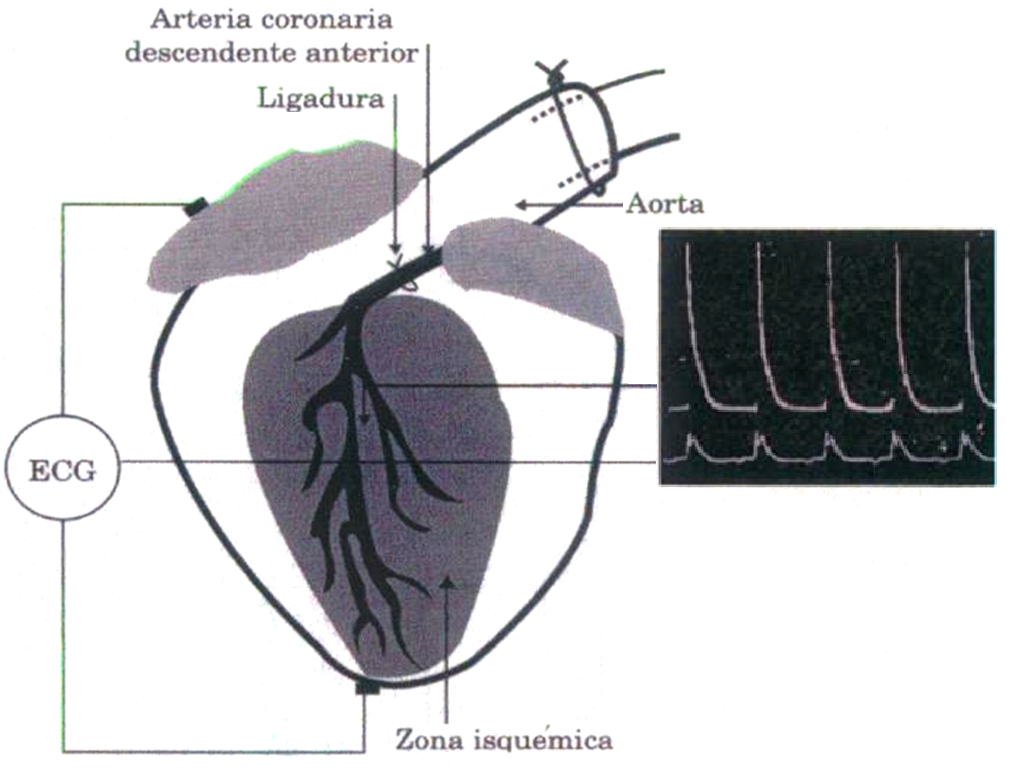 Arteria coronaria
descendente anterior
Ligadura
Aorta
ECG
Zona isquémica